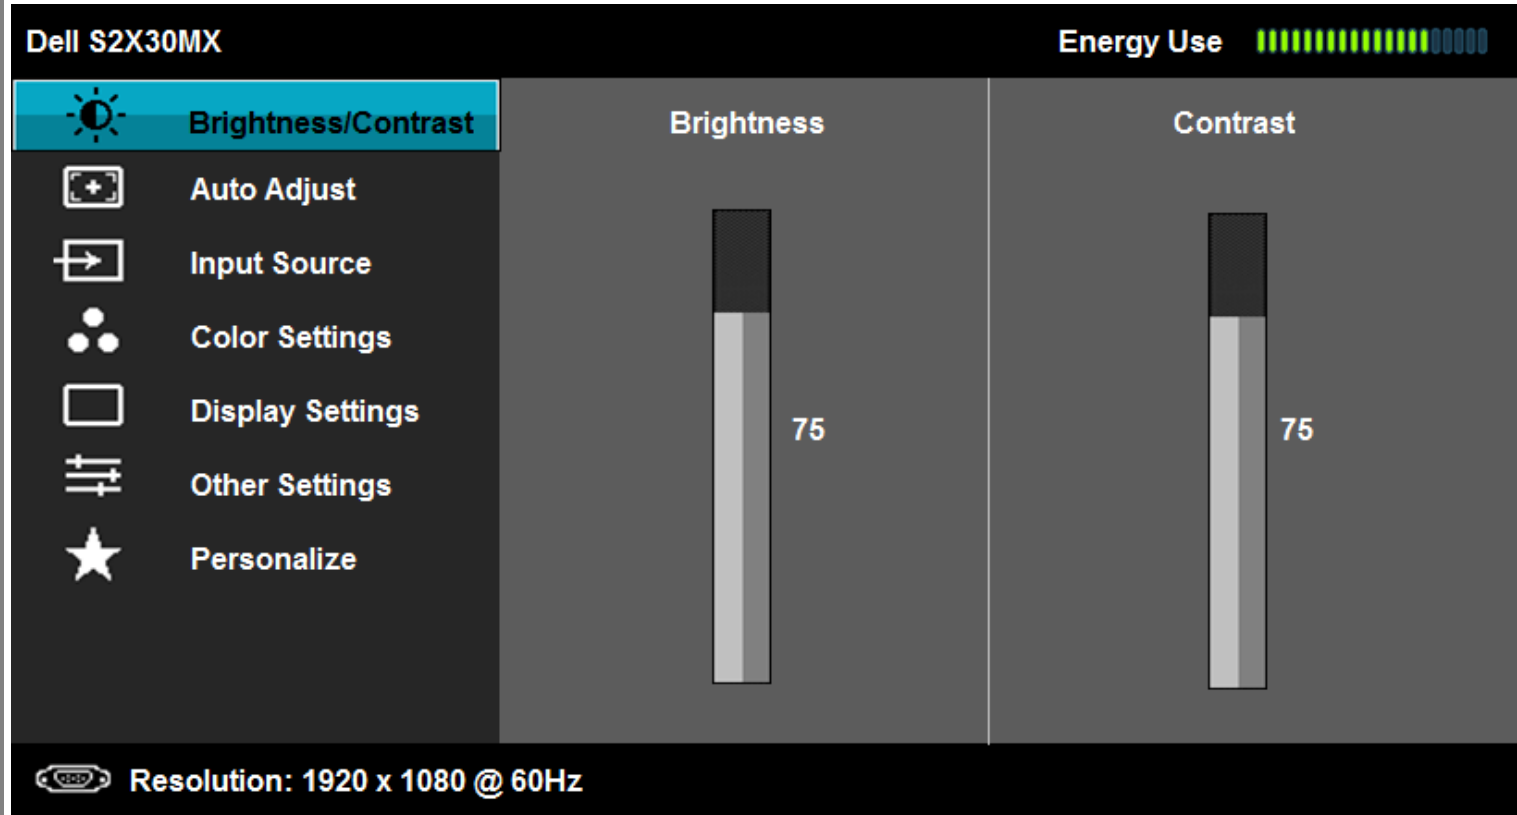 Dell S2X30MX
Energy Use
Brightness/Contrast
Auto Adjust
Input Source
Color Settings
Display Settings
Other Settings
Personalize
Brightness
75
Contrast
75
Resolution: 1920 x 1080 @ 60Hz